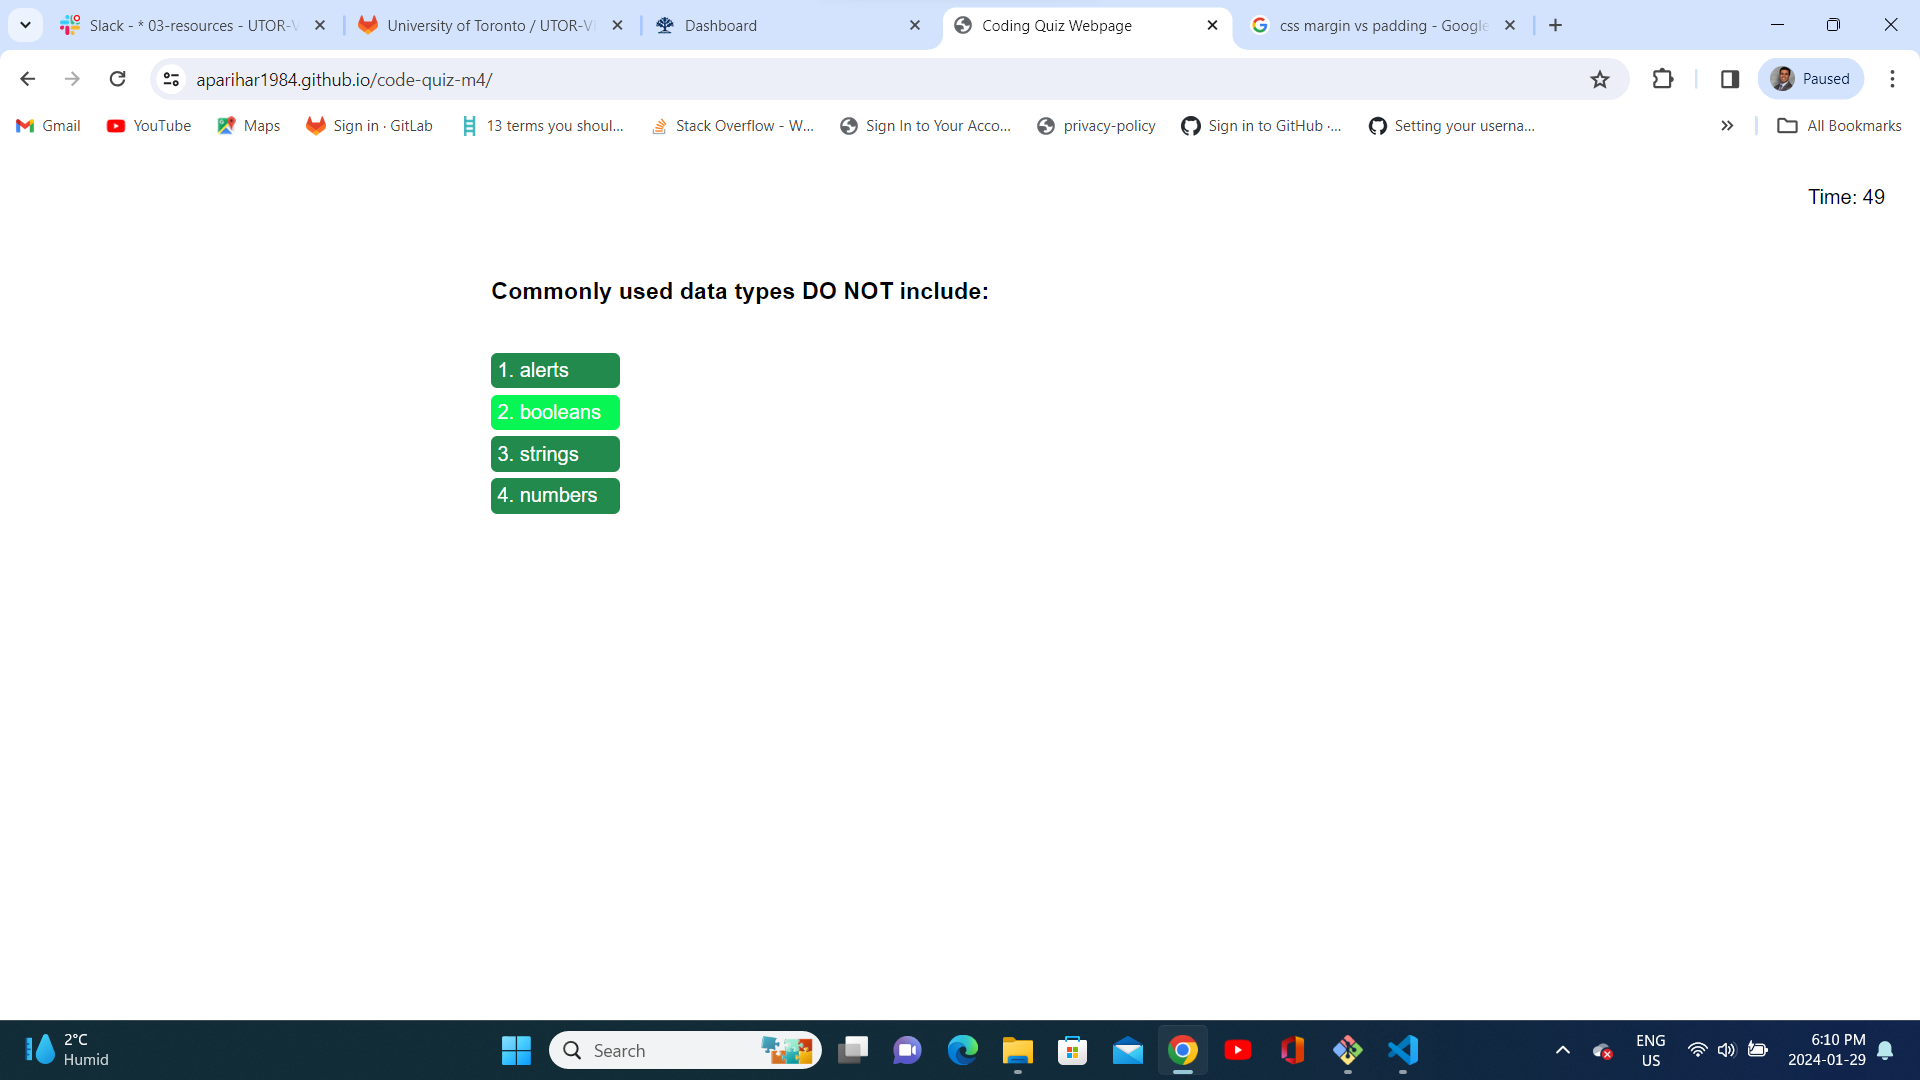 Slack - * 03-resources - UTOR-V
University of Toronto / UTOR-VI
Dashboard
Coding Quiz Webpage
css margin vs padding - Google
aparihar1984.github.io/code-quiz-m4/
Paused
Gmail
YouTube
Maps
Sign in · GitLab
13 terms you shoul...
Stack Overflow - W...
Sign In to Your Acco...
privacy-policy
Sign in to GitHub ·...
Setting your userna...
All Bookmarks
Time: 49
Commonly used data types DO NOT include:
1. alerts
2. booleans
3. strings
4. numbers
2°C
Humid
Search
ENG
US
6:10 PM
2024-01-29